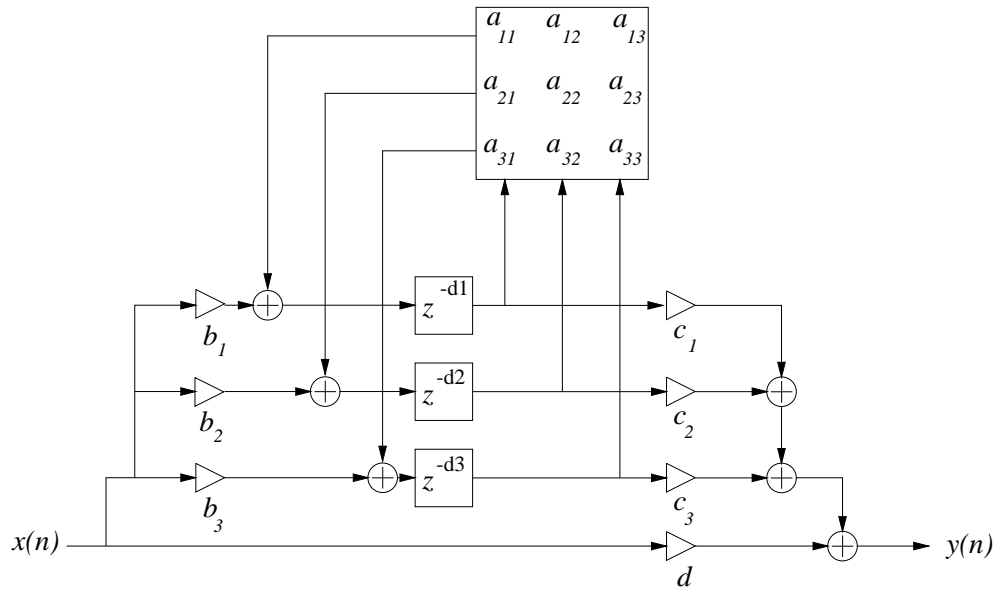 a₁₁ a₁₂ a₁₃
a₂₁ a₂₂ a₂₃
a₃₁ a₃₂ a₃₃
b₁ z⁻ᵈ¹ c₁
b₂ z⁻ᵈ² c₂
b₃ z⁻ᵈ³ c₃
x(n) d y(n)